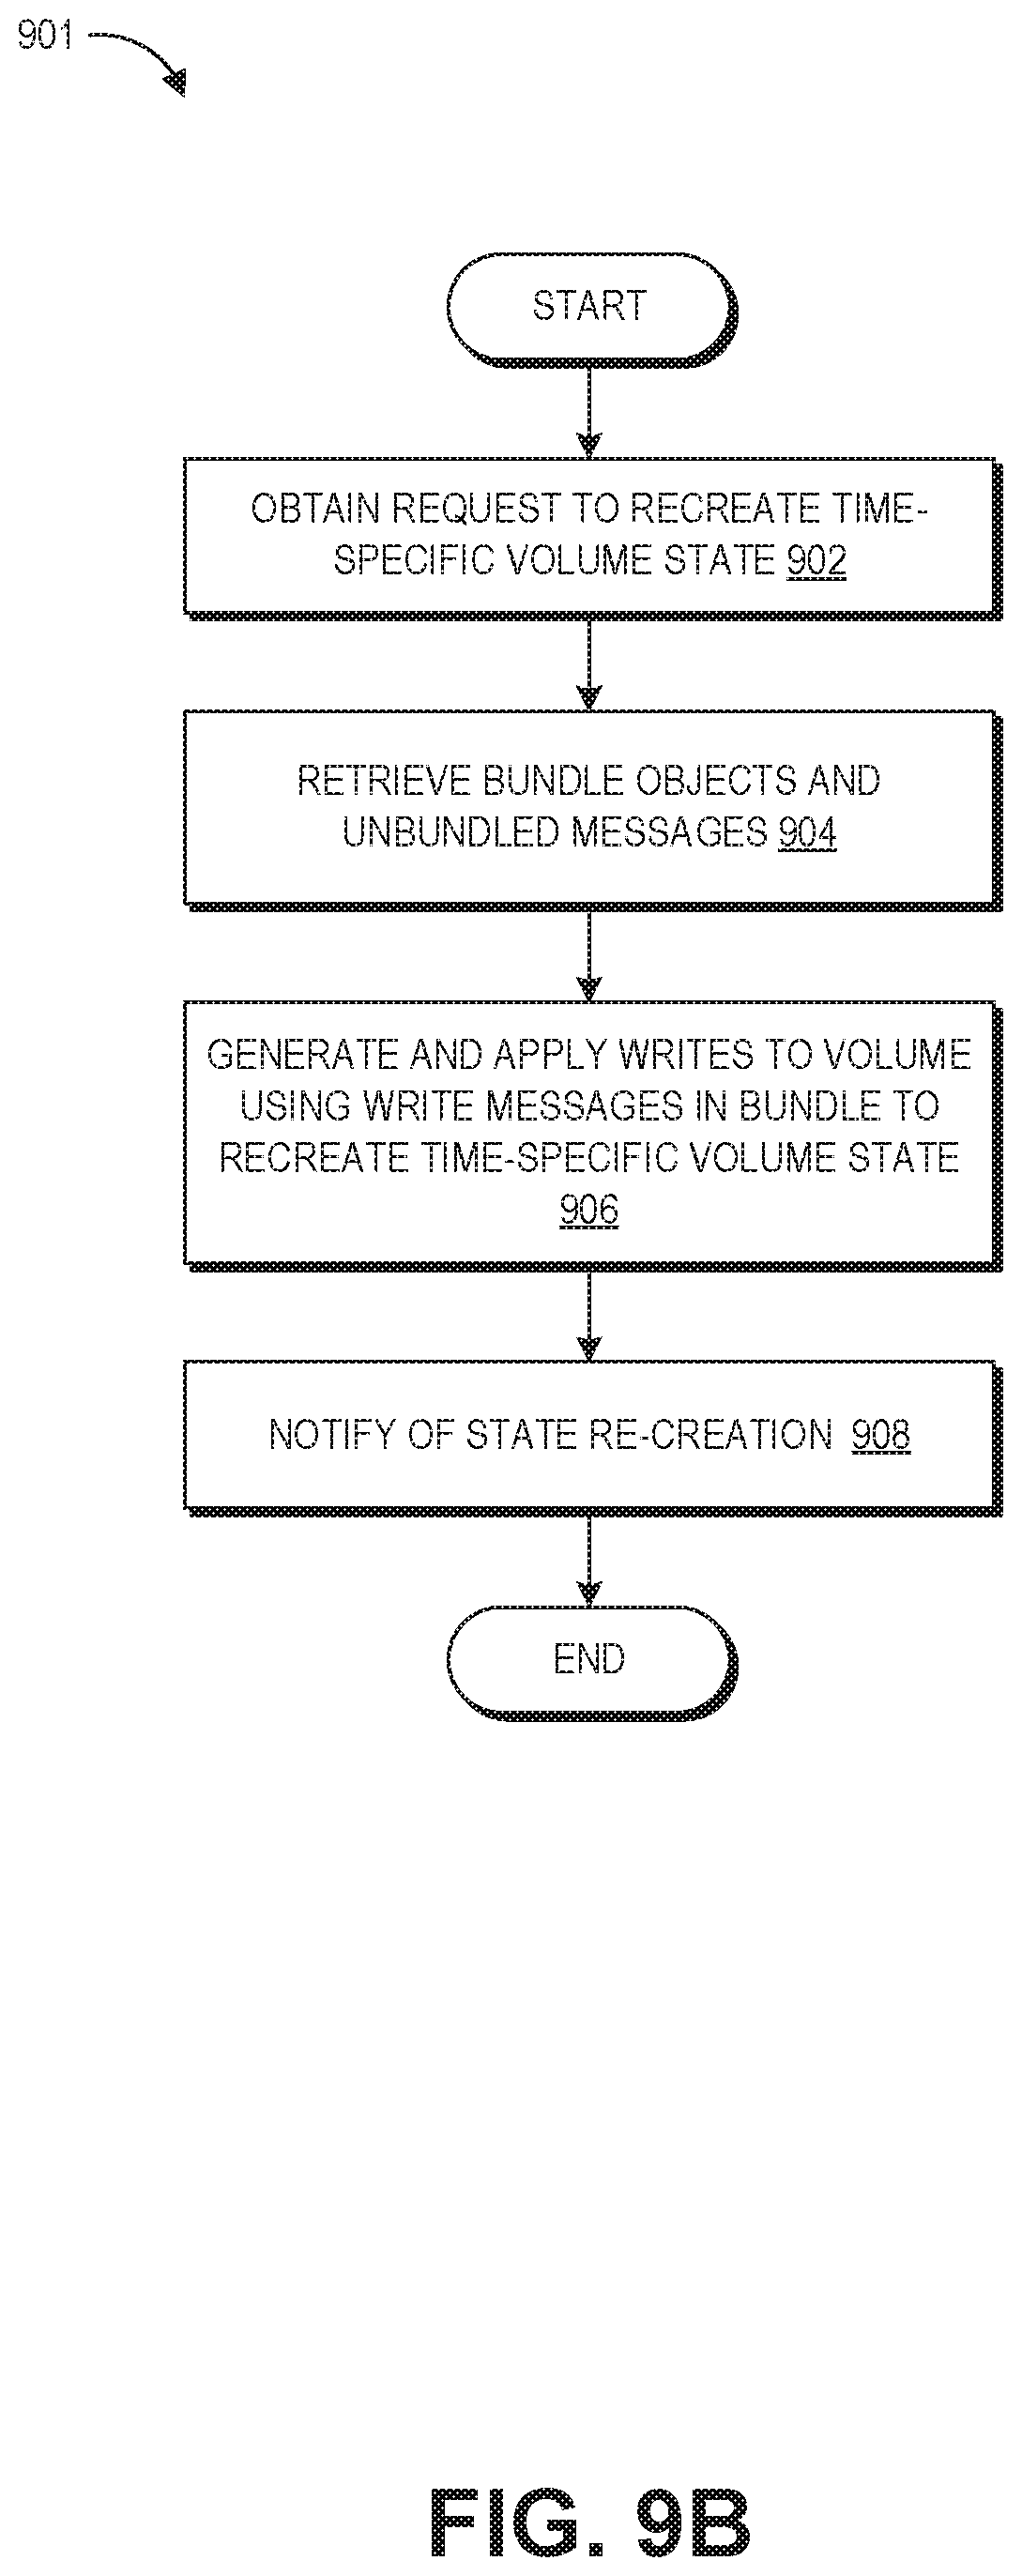 901
START
OBTAIN REQUEST TO RECREATE TIME-
SPECIFIC VOLUME STATE 902
RETRIEVE BUNDLE OBJECTS AND
UNBUNDLED MESSAGES 904
GENERATE AND APPLY WRITES TO VOLUME
USING WRITE MESSAGES IN BUNDLE TO
RECREATE TIME-SPECIFIC VOLUME STATE
906
NOTIFY OF STATE RE-CREATION 908
END
FIG. 9B